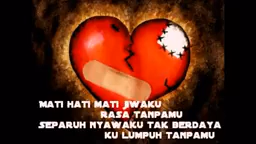 MATI HATI MATI JIWAKU
RASA TANPAMU
SEPARUH NYAWAKU TAK BERDAYA
KU LUMPUH TANPAMU